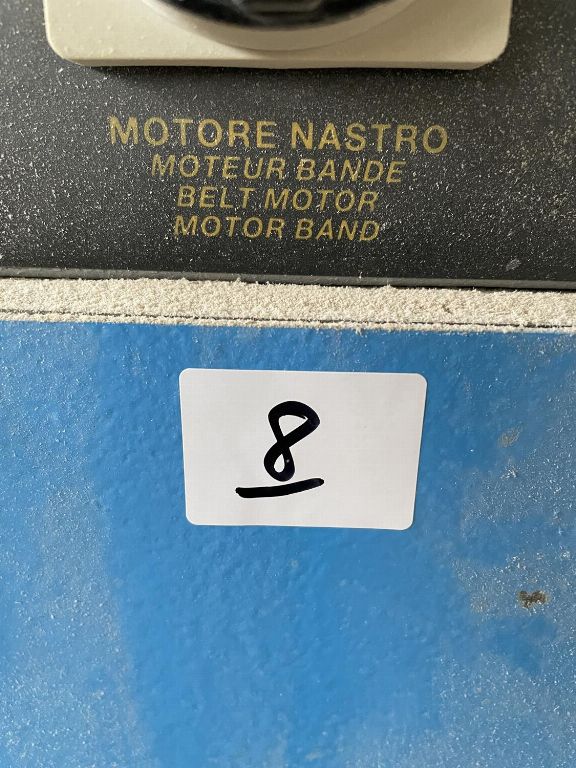 MOTORE NASTRO
MOTEUR BANDE
BELT MOTOR
MOTOR BAND
8